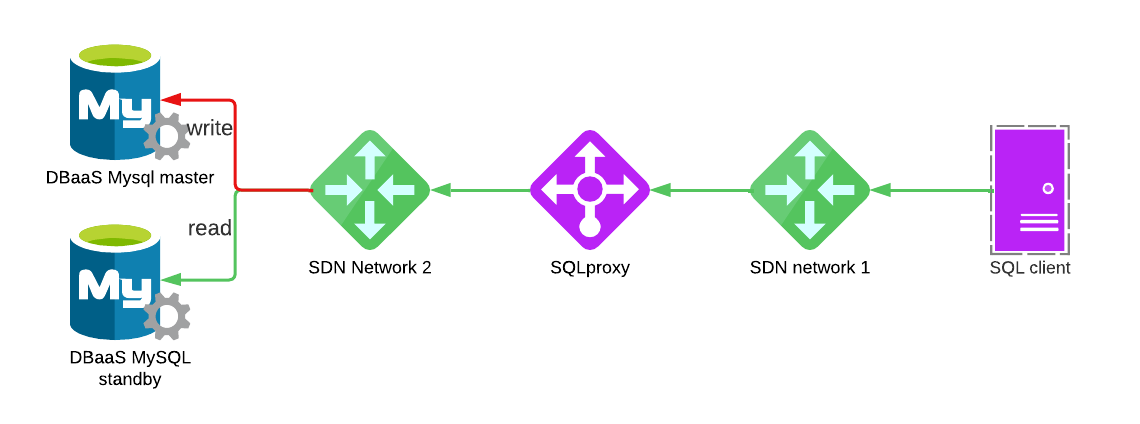 My
write
DBaaS Mysql master
read
My
SDN Network 2
SQLproxy
SDN network 1
SQL client
DBaaS MySQL
standby